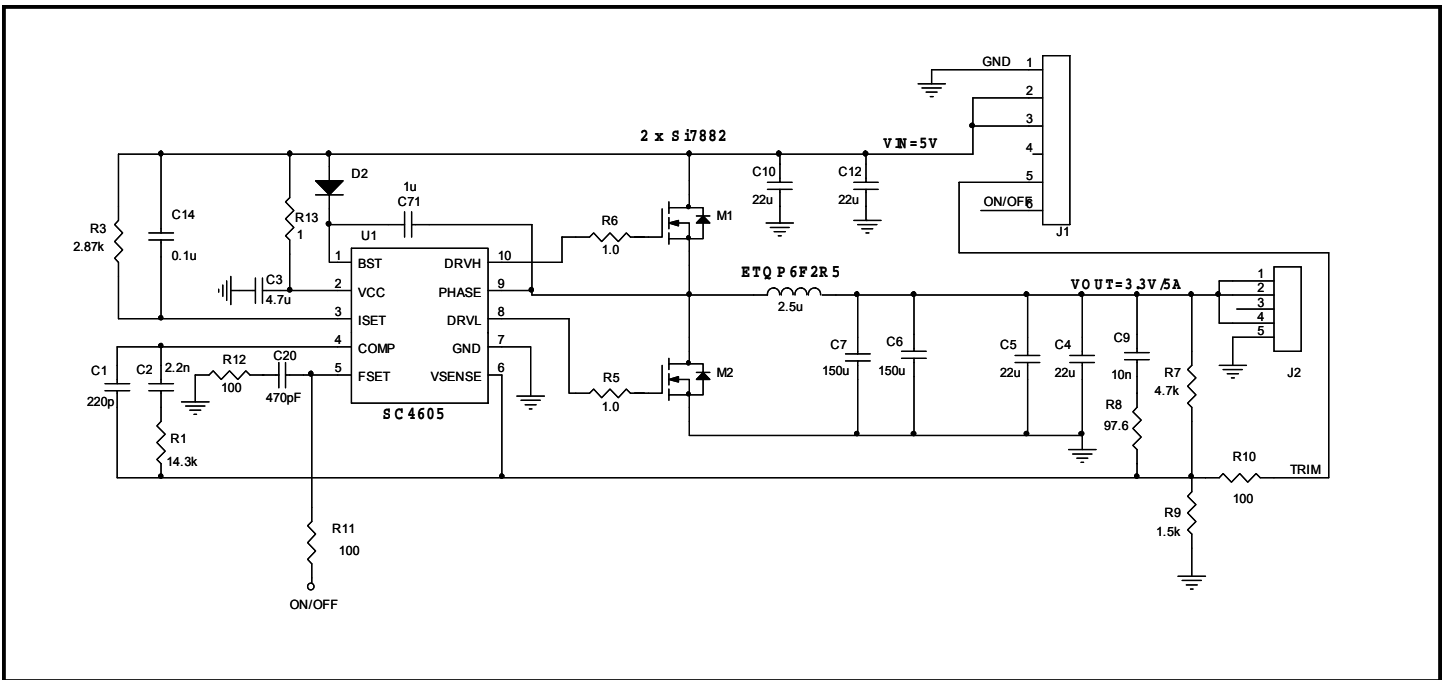 GND 1
2
3
4
5
ON/OFF 6
J1
2 x Si7882
VIN=5V
D2
C10
22u
C12
22u
1u
C71
R3
2.87k
C14
0.1u
R13
1
U1
R6
1.0
M1
1 BST DRVH 10
2 VCC PHASE 9
3 ISET DRVL 8
4 COMP GND 7
5 FSET VSENSE 6
SC4605
C3
4.7u
ETQP6F2R5
2.5u
VOUT=3.3V/5A
1
2
3
4
5
J2
C1
220p
C2
2.2n
R12
100
C20
470pF
R5
1.0
M2
C7
150u
C6
150u
C5
22u
C4
22u
C9
10n
R7
4.7k
R8
97.6
R1
14.3k
R10
100
TRIM
R9
1.5k
R11
100
ON/OFF